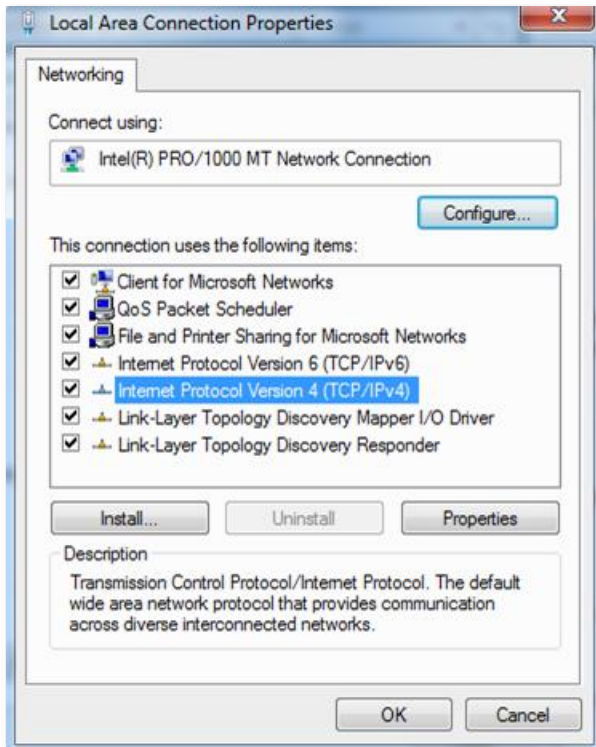 Local Area Connection Properties
Networking
Connect using:
Intel(R) PRO/1000 MT Network Connection
Configure...
This connection uses the following items:
Client for Microsoft Networks
QoS Packet Scheduler
File and Printer Sharing for Microsoft Networks
Internet Protocol Version 6 (TCP/IPv6)
Internet Protocol Version 4 (TCP/IPv4)
Link-Layer Topology Discovery Mapper I/O Driver
Link-Layer Topology Discovery Responder
Install...
Uninstall
Properties
Description
Transmission Control Protocol/Internet Protocol. The default
wide area network protocol that provides communication
across diverse interconnected networks.
OK
Cancel